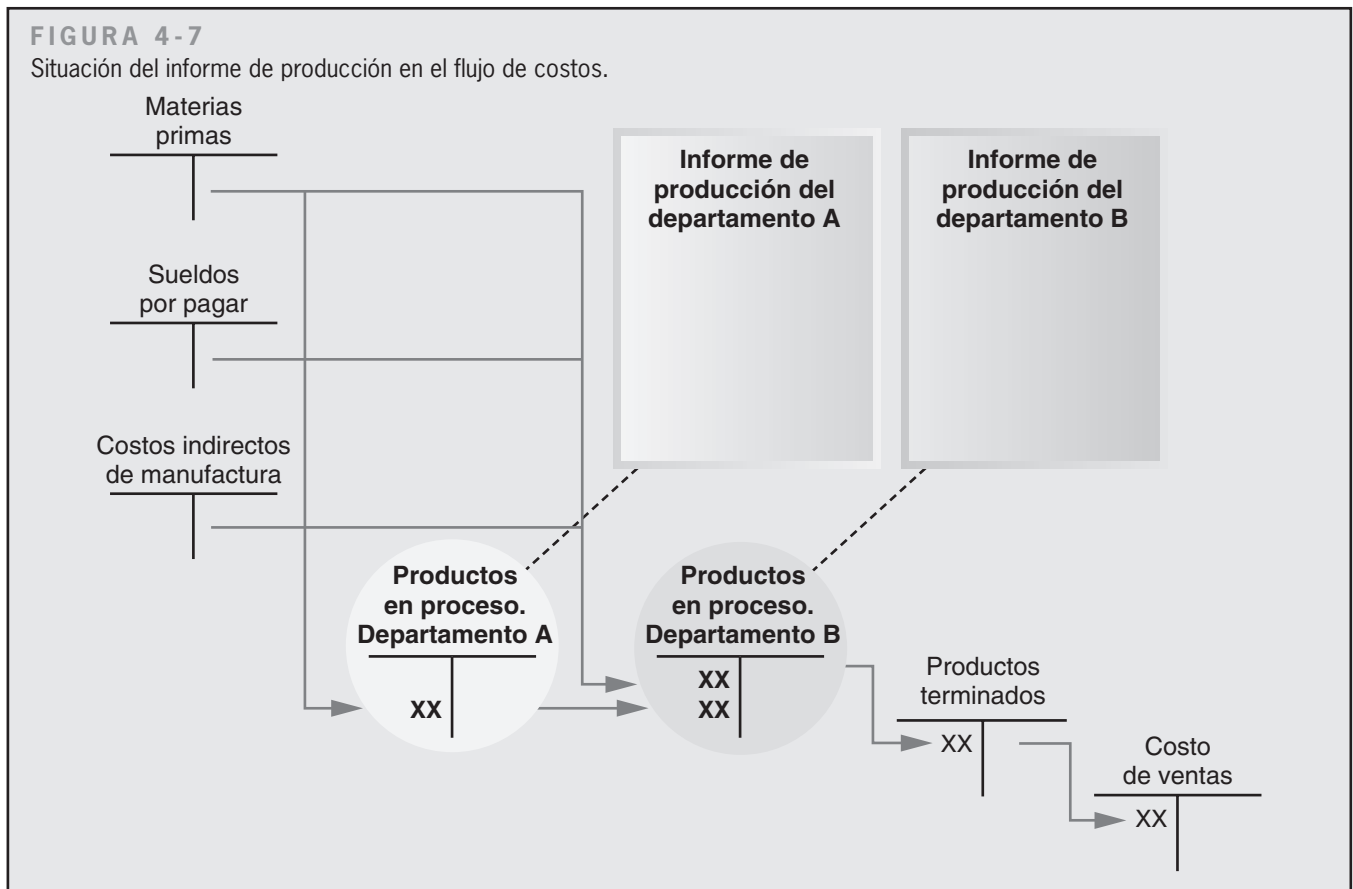 FIGURA 4-7
Situación del informe de producción en el flujo de costos.
Materias
primas
Informe de
producción del
departamento A
Informe de
producción del
departamento B
Sueldos
por pagar
Costos indirectos
de manufactura
Productos
en proceso.
Departamento A
XX
Productos
en proceso.
Departamento B
XX
XX
Productos
terminados
XX
Costo
de ventas
XX